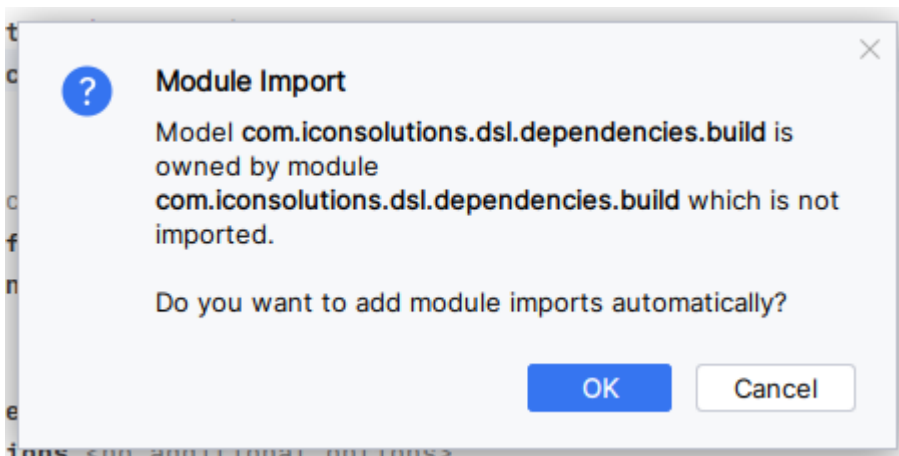 Module Import
Model com.iconsolutions.dsl.dependencies.build is
owned by module
com.iconsolutions.dsl.dependencies.build which is not
imported.
Do you want to add module imports automatically?
OK
Cancel